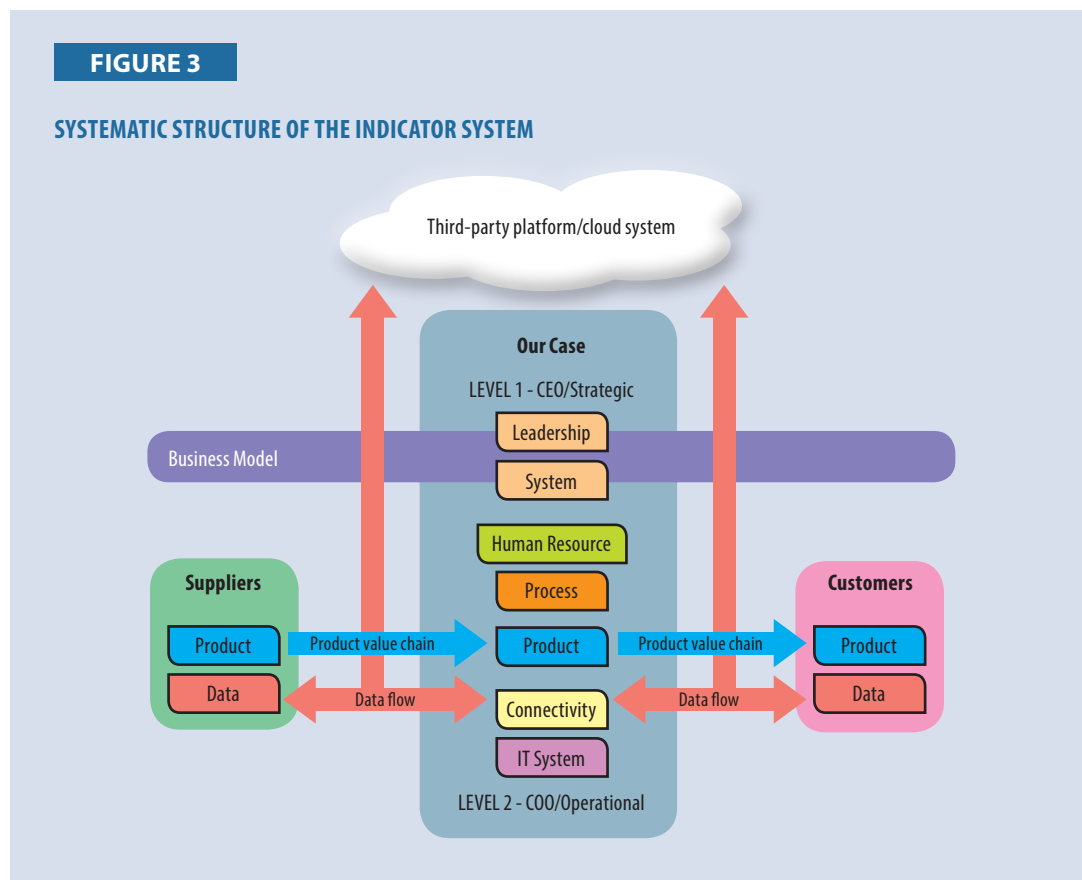 FIGURE 3
SYSTEMATIC STRUCTURE OF THE INDICATOR SYSTEM
Third-party platform/cloud system
Our Case
LEVEL 1 - CEO/Strategic
Leadership
Business Model
System
Human Resource
Suppliers
Process
Customers
Product
Product value chain
Product
Product value chain
Product
Data
Data flow
Connectivity
Data flow
Data
IT System
LEVEL 2 - COO/Operational